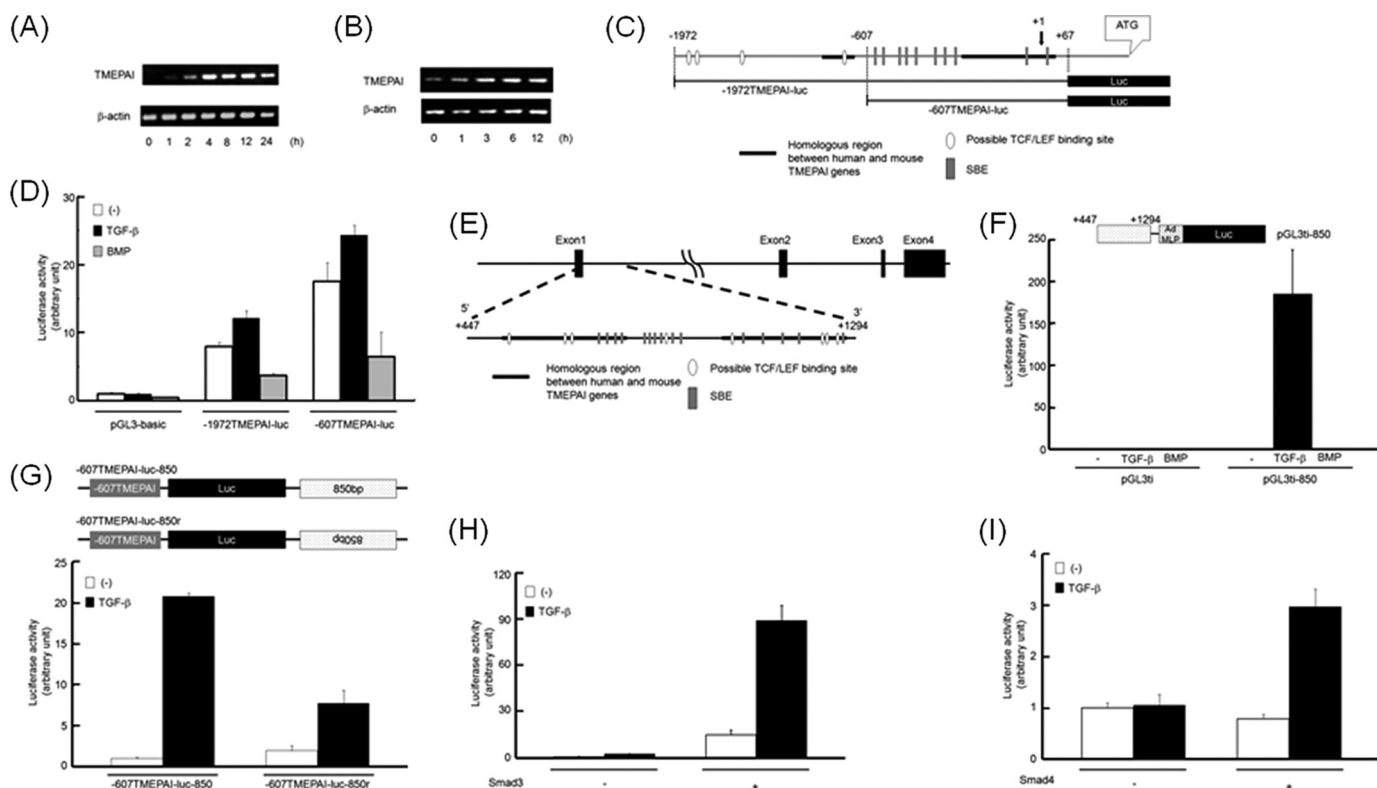 (A)
TMEPAI
β-actin
0 1 2 4 8 12 24 (h)
(B)
TMEPAI
β-actin
0 1 3 6 12 (h)
(C)
-1972
-607
+1
+67
ATG
-1972TMEPAI-luc
Luc
-607TMEPAI-luc
Luc
Homologous region
between human and mouse
TMEPAI genes
Possible TCF/LEF binding site
SBE
(D)
Luciferase activity
(arbitrary unit)
30
20
10
0
(-)
TGF-β
BMP
pGL3-basic
-1972TMEPAI-luc
-607TMEPAI-luc
(E)
Exon1
Exon2
Exon3
Exon4
5'
3'
+447
+1294
Homologous region
between human and mouse
TMEPAI genes
Possible TCF/LEF binding site
SBE
(F)
+447
+1294
Ad
MLP
Luc
pGL3ti-850
Luciferase activity
(arbitrary unit)
250
200
150
100
50
0
- TGF-β BMP
- TGF-β BMP
pGL3ti
pGL3ti-850
(G)
-607TMEPAI-luc-850
-607TMEPAI
Luc
850bp
-607TMEPAI-luc-850r
-607TMEPAI
Luc
850bp
Luciferase activity
(arbitrary unit)
25
20
15
10
5
0
(-)
TGF-β
-607TMEPAI-luc-850
-607TMEPAI-luc-850r
(H)
Luciferase activity
(arbitrary unit)
120
90
60
30
0
(-)
TGF-β
Smad3 - +
(I)
Luciferase activity
(arbitrary unit)
4
3
2
1
0
(-)
TGF-β
Smad4 - +